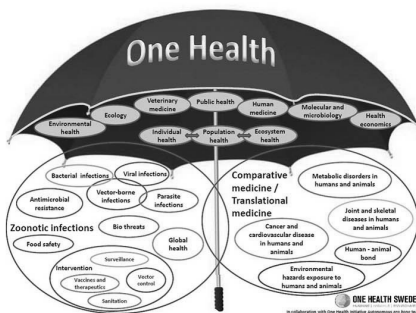 One Health
Environmental
health
Ecology
Veterinary
medicine
Public health
Human
medicine
Molecular and
microbiology
Health
economics
Individual
health
Population
health
Ecosystem
health
Bacterial infections
Viral infections
Vector-borne
infections
Parasite
infections
Antimicrobial
resistance
Zoonotic infections
Bio threats
Food safety
Global
health
Intervention
Surveillance
Vaccines and
therapeutics
Vector
control
Sanitation
Comparative
medicine /
Translational
medicine
Metabolic disorders in
humans and animals
Joint and skeletal
diseases in humans
and animals
Cancer and
cardiovascular disease
in humans and
animals
Human - animal
bond
Environmental
hazards exposure to
humans and animals
ONE HEALTH SWEDE
in collaboration with One Health Initiative